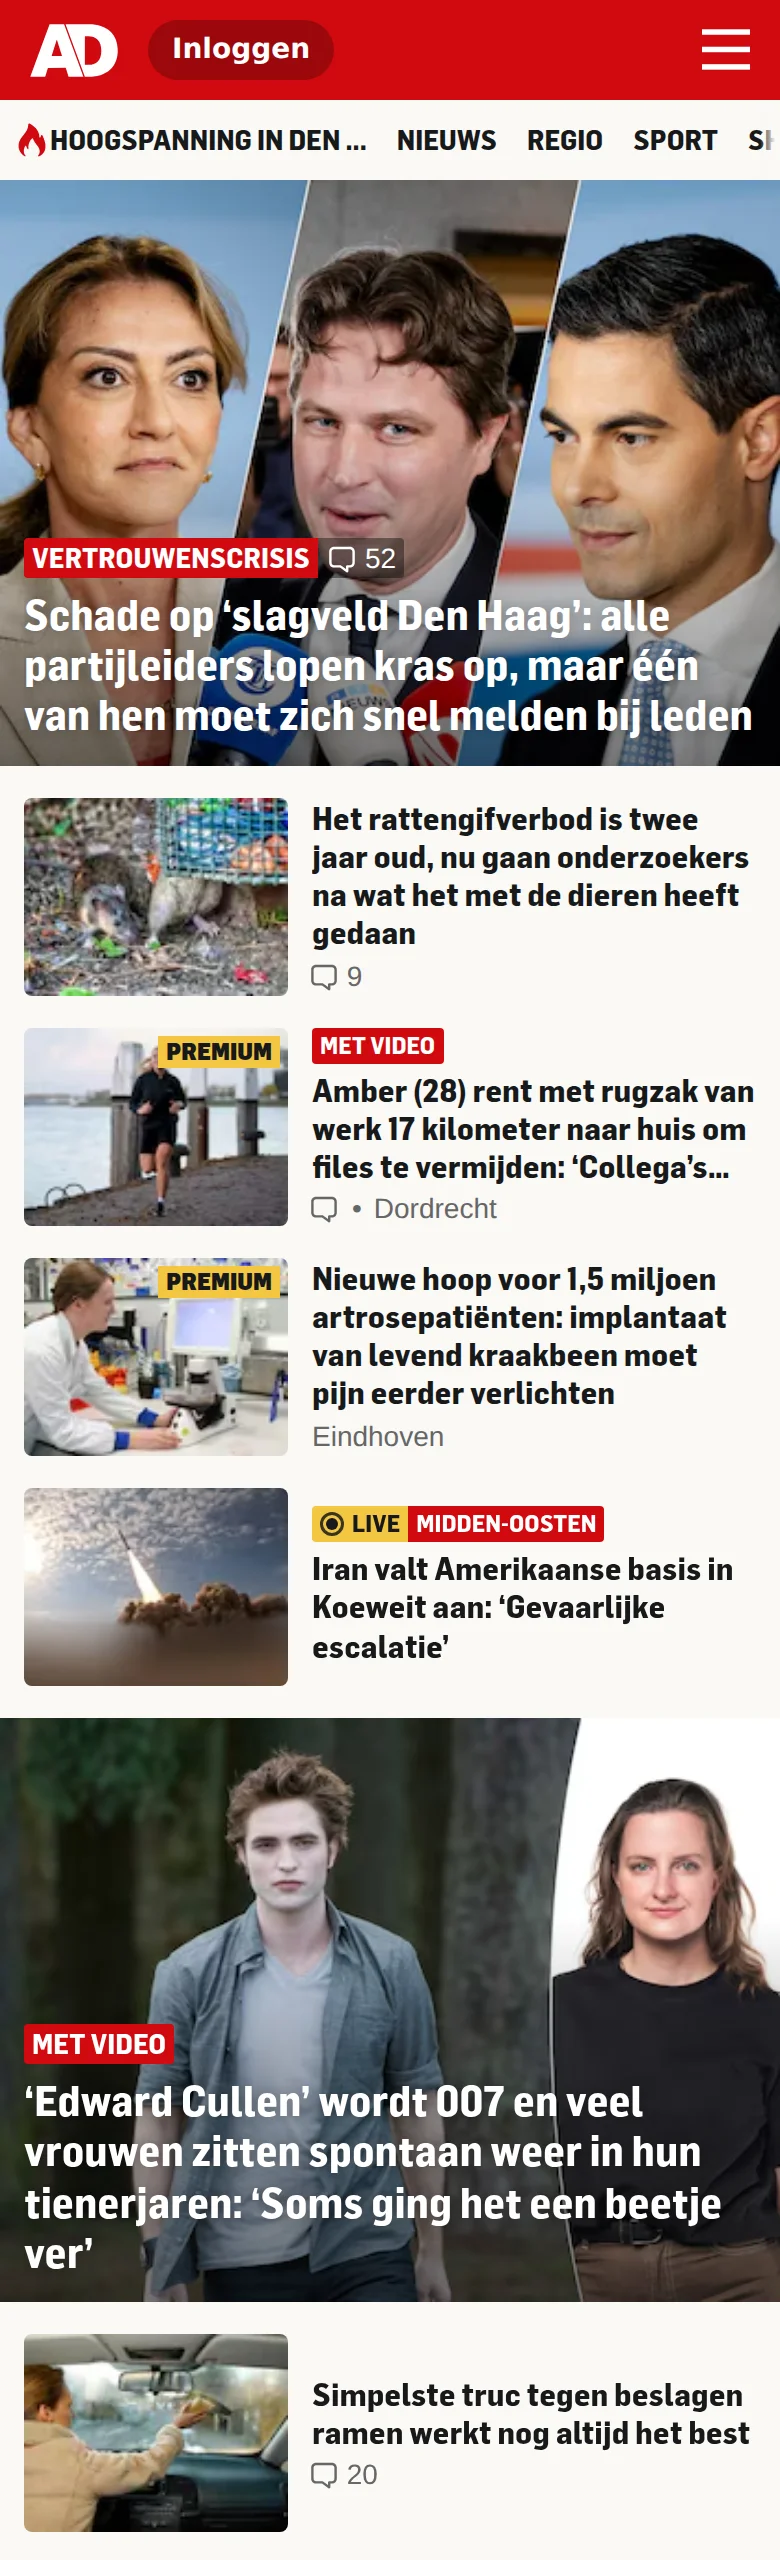 AD
Inloggen
HOOGSPANNING IN DEN ... NIEUWS REGIO SPORT
VERTROUWENSCRISIS 52
Schade op ‘slagveld Den Haag’: alle
partijleiders lopen kras op, maar één
van hen moet zich snel melden bij leden
Het rattengifverbod is twee
jaar oud, nu gaan onderzoekers
na wat het met de dieren heeft
gedaan
9
PREMIUM
MET VIDEO
Amber (28) rent met rugzak van
werk 17 kilometer naar huis om
files te vermijden: ‘Collega’s...
• Dordrecht
PREMIUM
Nieuwe hoop voor 1,5 miljoen
artrosepatiënten: implantaat
van levend kraakbeen moet
pijn eerder verlichten
Eindhoven
LIVE MIDDEN-OOSTEN
Iran valt Amerikaanse basis in
Koeweit aan: ‘Gevaarlijke
escalatie’
MET VIDEO
‘Edward Cullen’ wordt 007 en veel
vrouwen zitten spontaan weer in hun
tienerjaren: ‘Soms ging het een beetje
ver’
Simpelste truc tegen beslagen
ramen werkt nog altijd het best
20